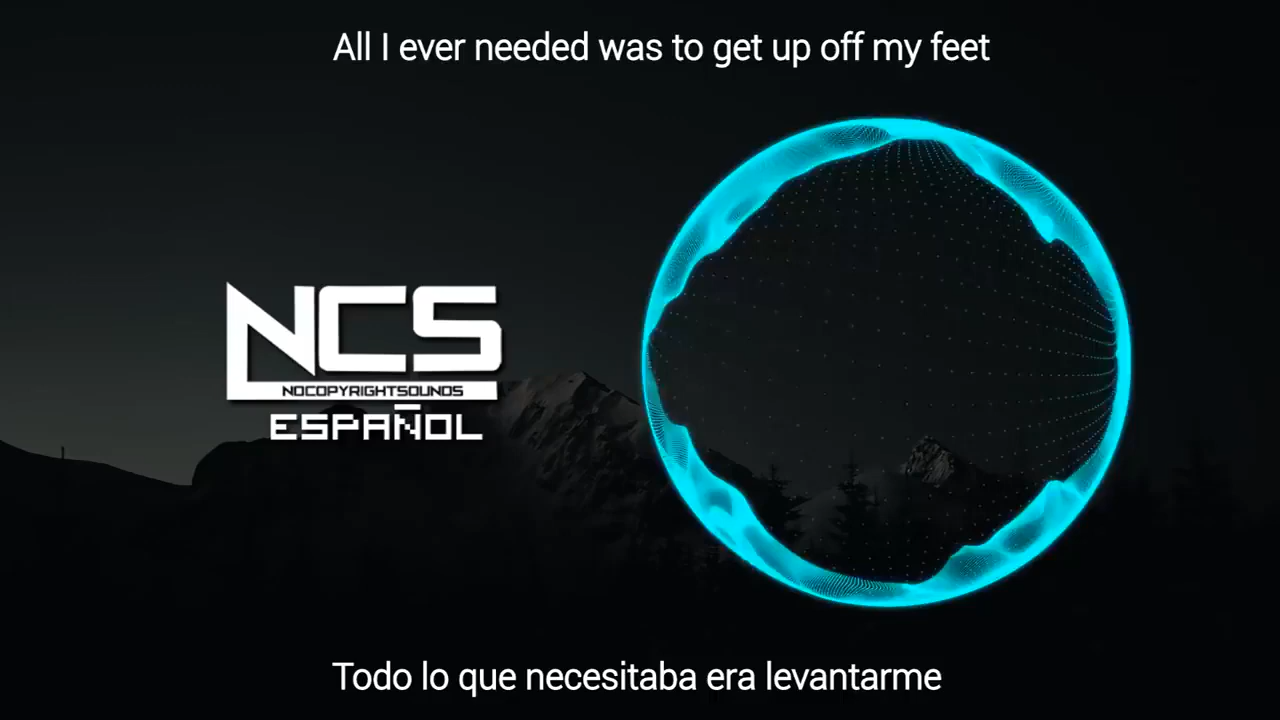 All I ever needed was to get up off my feet
NCS
NOCOPYRIGHTSOUNDS
ESPAÑOL
Todo lo que necesitaba era levantarme